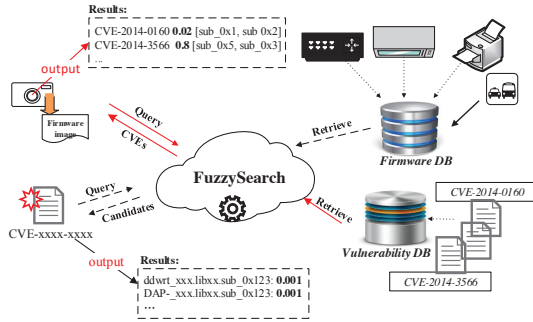 Results:
CVE-2014-0160 0.02 [sub_0x1, sub 0x2]
CVE-2014-3566 0.8 [sub_0x5, sub_0x3]
...
output
Firmware
image
Query
CVEs
Retrieve
Firmware DB
FuzzySearch
Query
Candidates
CVE-xxxx-xxxx
Retrieve
CVE-2014-0160
Vulnerability DB
CVE-2014-3566
output
Results:
ddwrt_xxx.libxx.sub_0x123: 0.001
DAP-_xxx.libxx.sub_0x123: 0.001
...